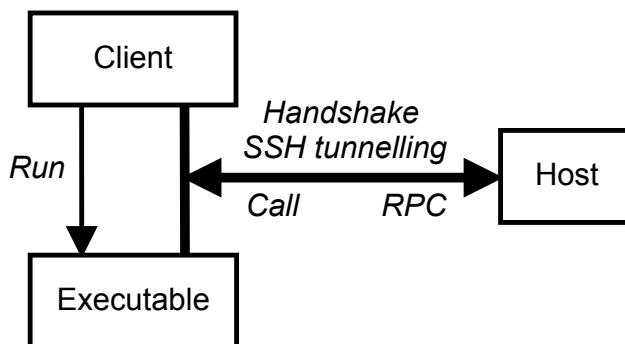 Client
Handshake
SSH tunnelling
Run
Host
Call RPC
Executable